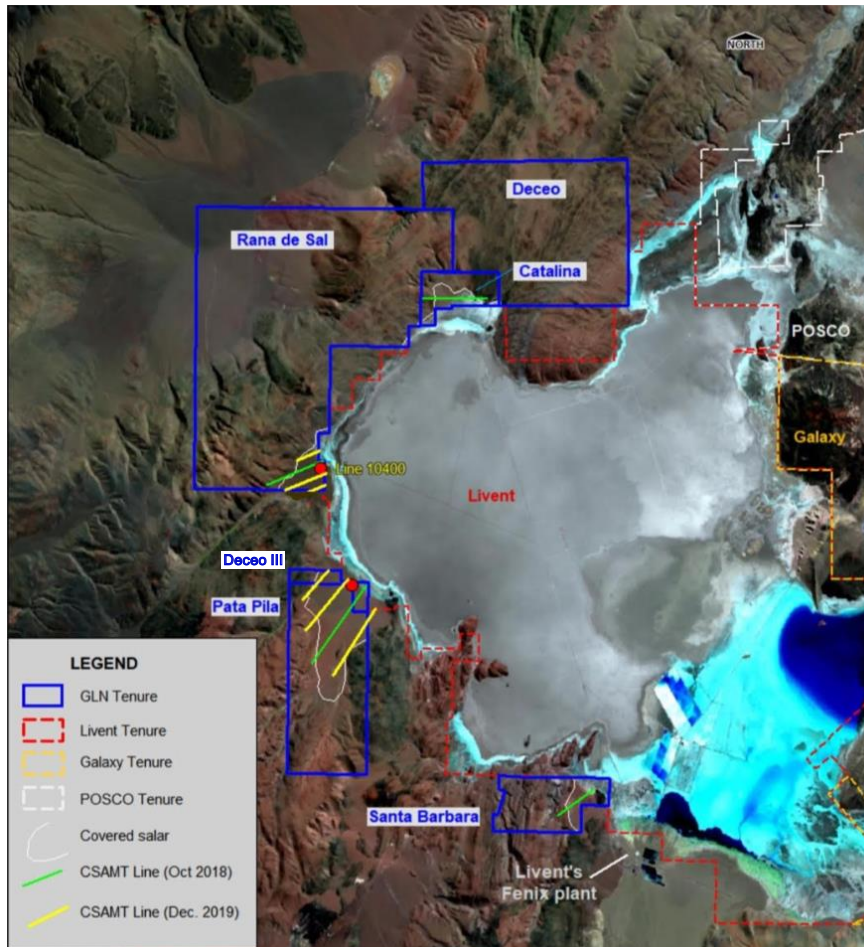 NORTH
Deceo
Rana de Sal
Catalina
POSCO
Galaxy
Line 10400
Livent
Deceo III
Pata Pila
LEGEND
GLN Tenure
Livent Tenure
Galaxy Tenure
POSCO Tenure
Covered salar
CSAMT Line (Oct 2018)
CSAMT Line (Dec. 2019)
Santa Barbara
Livent's
Fenix plant